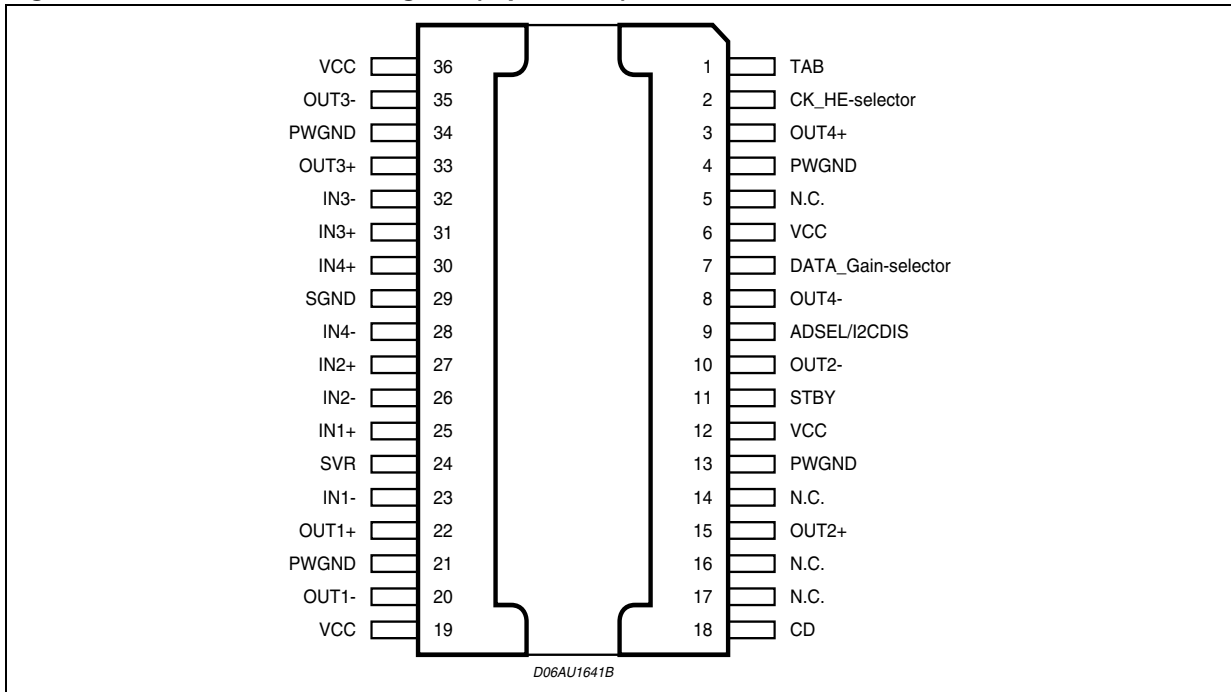 VCC 36 1 TAB
OUT3- 35 2 CK_HE-selector
PWGND 34 3 OUT4+
OUT3+ 33 4 PWGND
IN3- 32 5 N.C.
IN3+ 31 6 VCC
IN4+ 30 7 DATA_Gain-selector
SGND 29 8 OUT4-
IN4- 28 9 ADSEL/I2CDIS
IN2+ 27 10 OUT2-
IN2- 26 11 STBY
IN1+ 25 12 VCC
SVR 24 13 PWGND
IN1- 23 14 N.C.
OUT1+ 22 15 OUT2+
PWGND 21 16 N.C.
OUT1- 20 17 N.C.
VCC 19 18 CD
D06AU1641B